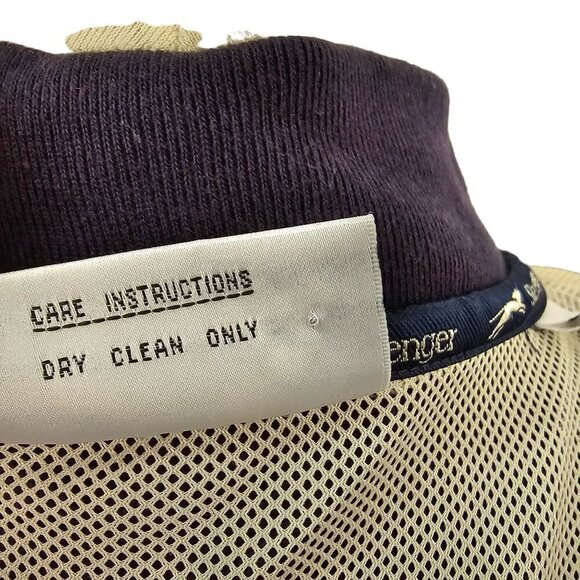 CARE INSTRUCTIONS
DRY CLEAN ONLY
enger